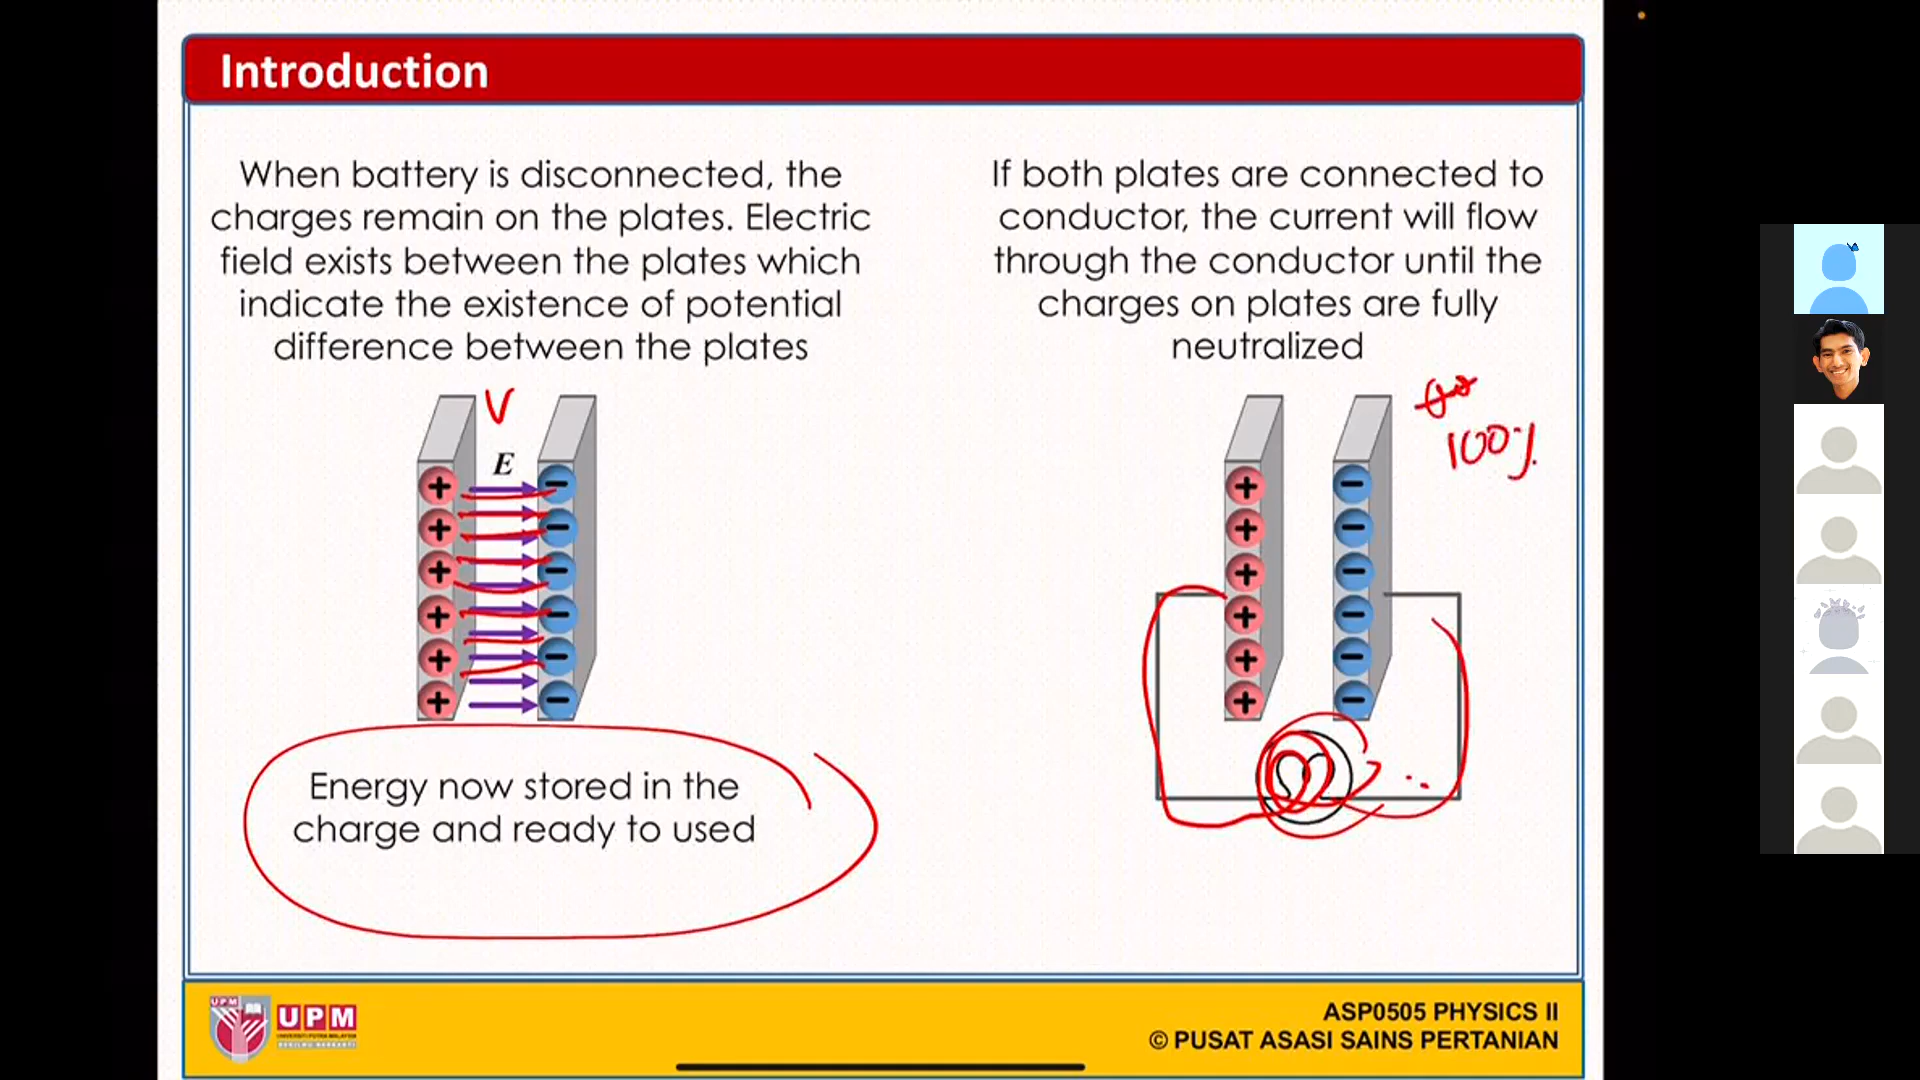 Introduction
When battery is disconnected, the
charges remain on the plates. Electric
field exists between the plates which
indicate the existence of potential
difference between the plates
V
E
Energy now stored in the
charge and ready to used
If both plates are connected to
conductor, the current will flow
through the conductor until the
charges on plates are fully
neutralized
100%
UPM
UPM
ASP0505 PHYSICS II
© PUSAT ASASI SAINS PERTANIAN